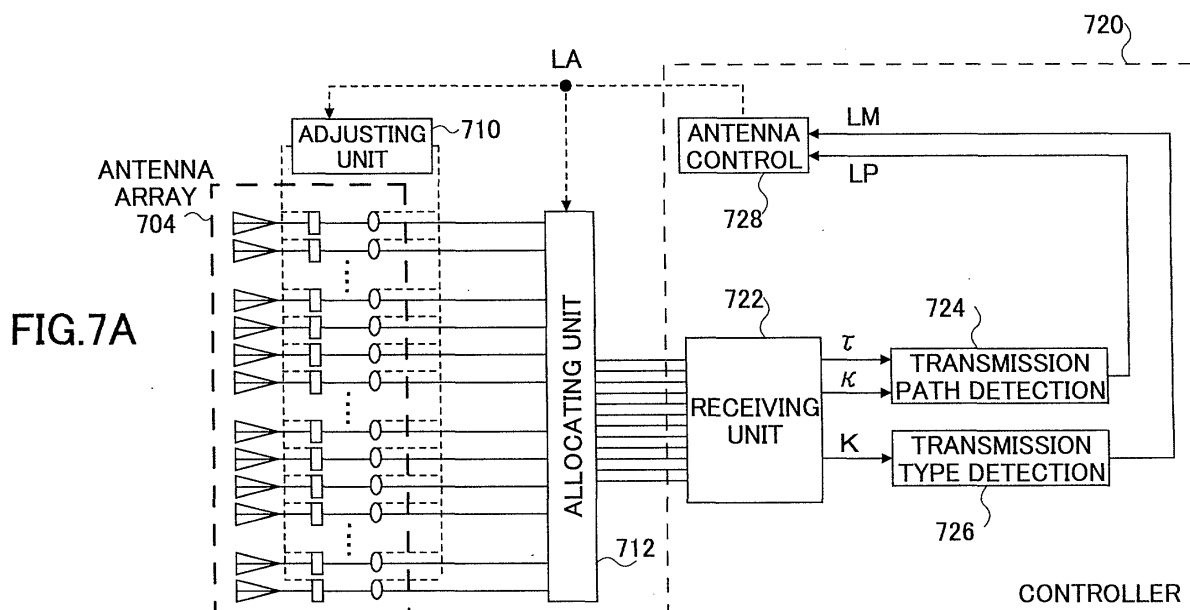 720
LA
ADJUSTING
UNIT
710
ANTENNA
CONTROL
LM
LP
728
ANTENNA
ARRAY
704
FIG.7A
ALLOCATING UNIT
712
722
RECEIVING
UNIT
τ
κ
K
724
TRANSMISSION
PATH DETECTION
TRANSMISSION
TYPE DETECTION
726
CONTROLLER